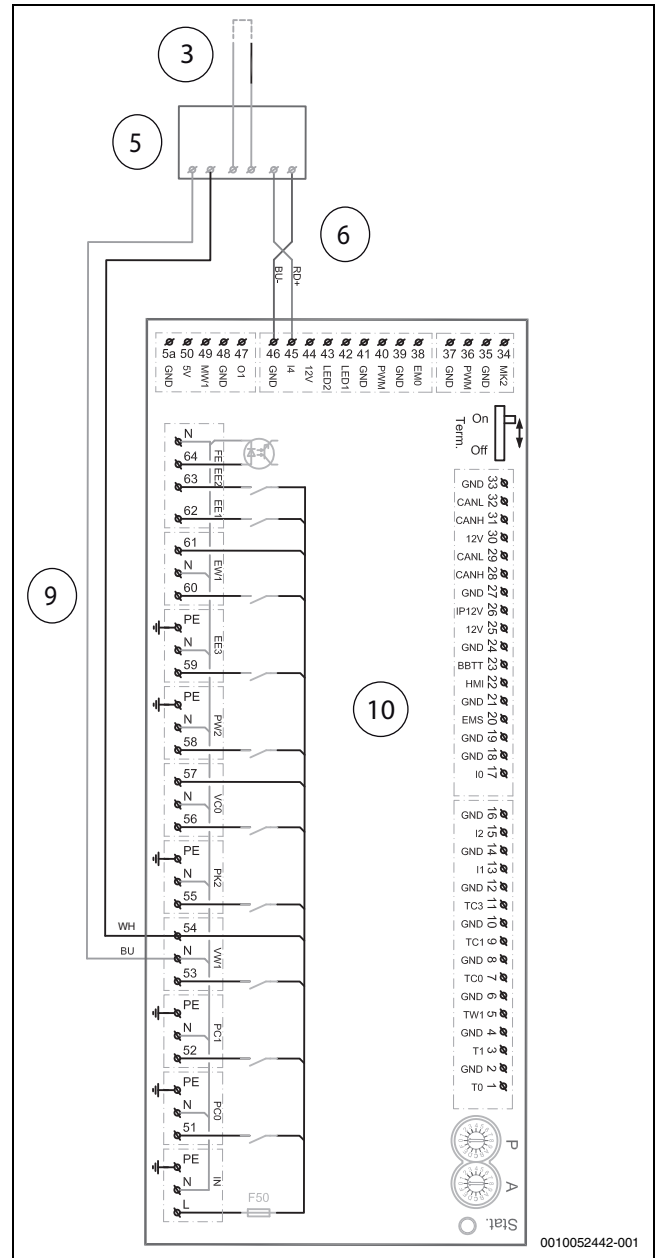 3
5
6
BU-
RD+
5a 50 49 48 47 46 45 44 43 42 41 40 39 38 37 36 35 34
GND 5V MW1 GND O1 GND I4 12V LED2 LED1 GND PWM GND EM0 GND PWM GND MK2
On
Term.
Off
N
64
FE
63
EE2
62
EE1
61
N
EW1
60
PE
N
EE3
59
PE
N
PW2
58
57
N
VC0
56
PE
N
PK2
55
WH
54
BU
N
VW1
53
PE
N
PC1
52
PE
N
PC0
51
PE
N
IN
L
F50
9
10
GND 33
CANL 32
CANH 31
12V 30
CANL 29
CANH 28
GND 27
IP12V 26
12V 25
GND 24
BBTT 23
HMI 22
GND 21
EMS 20
GND 19
GND 18
I0 17
GND 16
I2 15
GND 14
I1 13
GND 12
TC3 11
GND 10
TC1 9
GND 8
TC0 7
GND 6
TW1 5
GND 4
T1 3
GND 2
T0 1
P
A
Stat.
0010052442-001